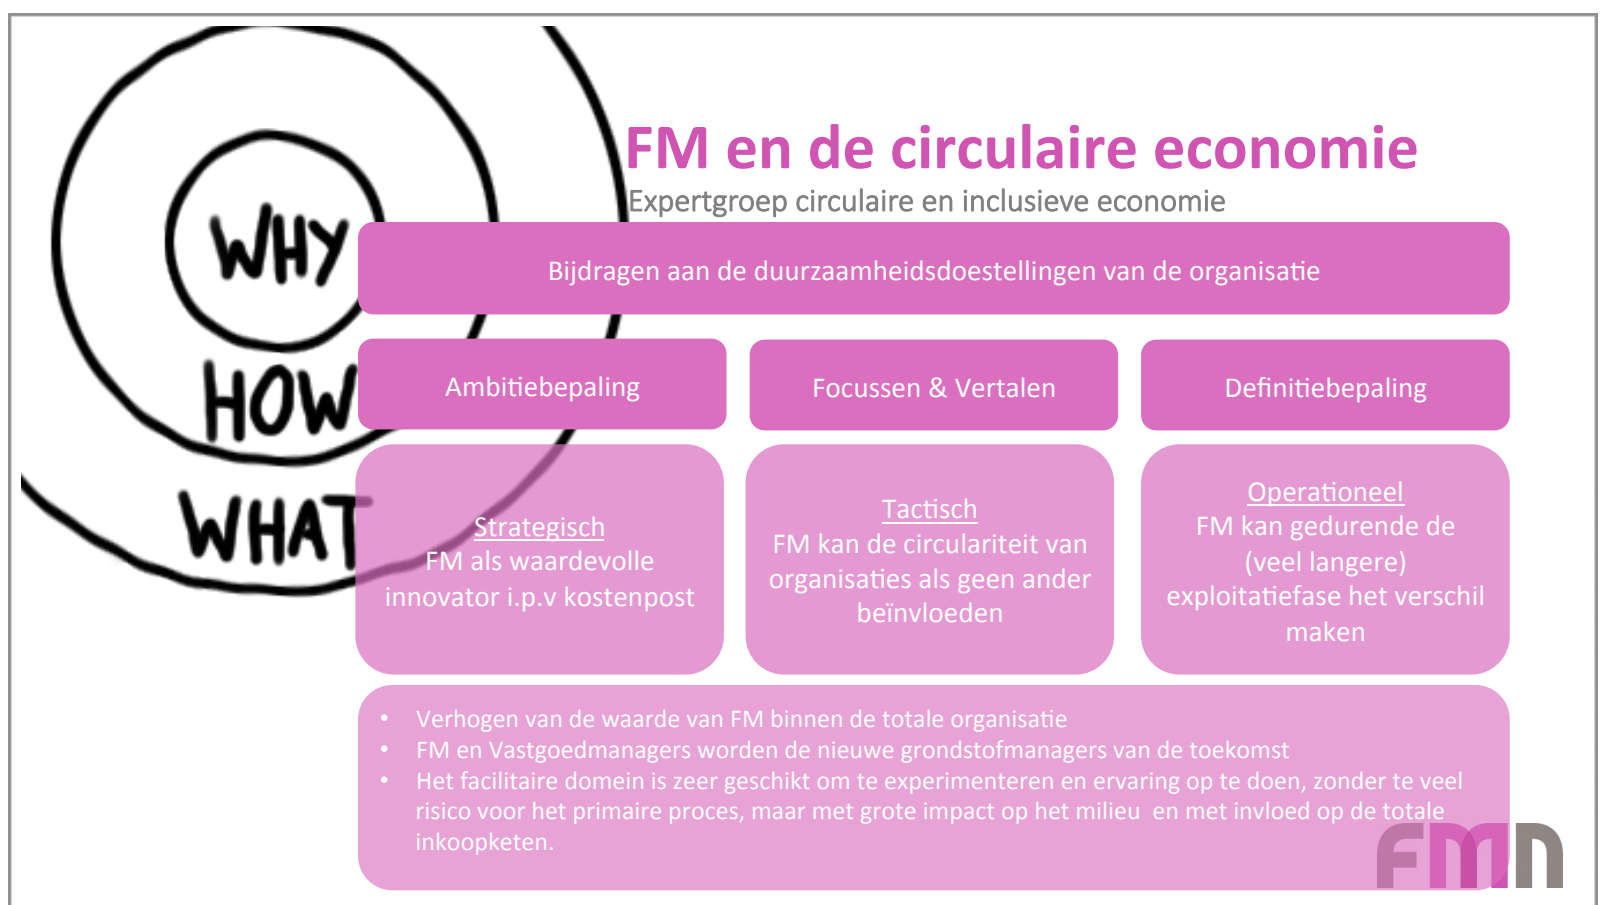 FM en de circulaire economie
Expertgroep circulaire en inclusieve economie
WHY
Bijdragen aan de duurzaamheidsdoestellingen van de organisatie
HOW
Ambitiebepaling
Focussen & Vertalen
Definitiebepaling
WHAT
Strategisch
FM als waardevolle
innovator i.p.v kostenpost
Tactisch
FM kan de circulariteit van
organisaties als geen ander
beïnvloeden
Operationeel
FM kan gedurende de
(veel langere)
exploitatiefase het verschil
maken
• Verhogen van de waarde van FM binnen de totale organisatie
• FM en Vastgoedmanagers worden de nieuwe grondstofmanagers van de toekomst
• Het facilitaire domein is zeer geschikt om te experimenteren en ervaring op te doen, zonder te veel
risico voor het primaire proces, maar met grote impact op het milieu en met invloed op de totale
inkoopketen.
fmn